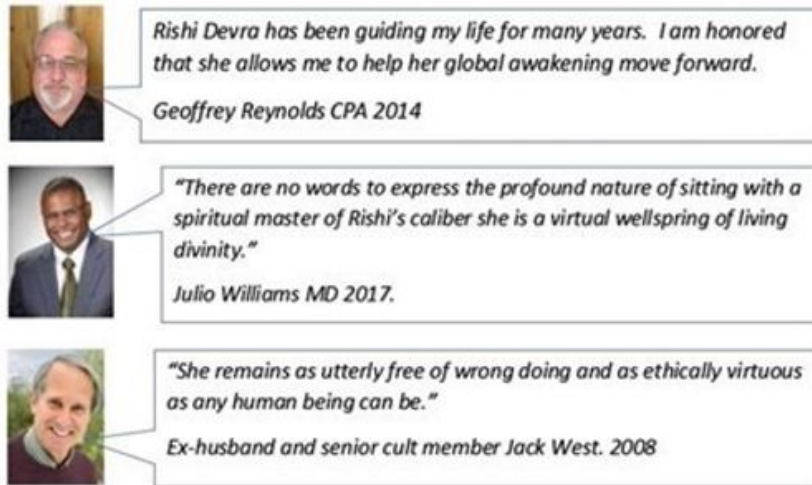 Rishi Devra has been guiding my life for many years.  I am honored
that she allows me to help her global awakening move forward.
Geoffrey Reynolds CPA 2014
“There are no words to express the profound nature of sitting with a
spiritual master of Rishi’s caliber she is a virtual wellspring of living
divinity.”
Julio Williams MD 2017.
“She remains as utterly free of wrong doing and as ethically virtuous
as any human being can be.”
Ex-husband and senior cult member Jack West. 2008